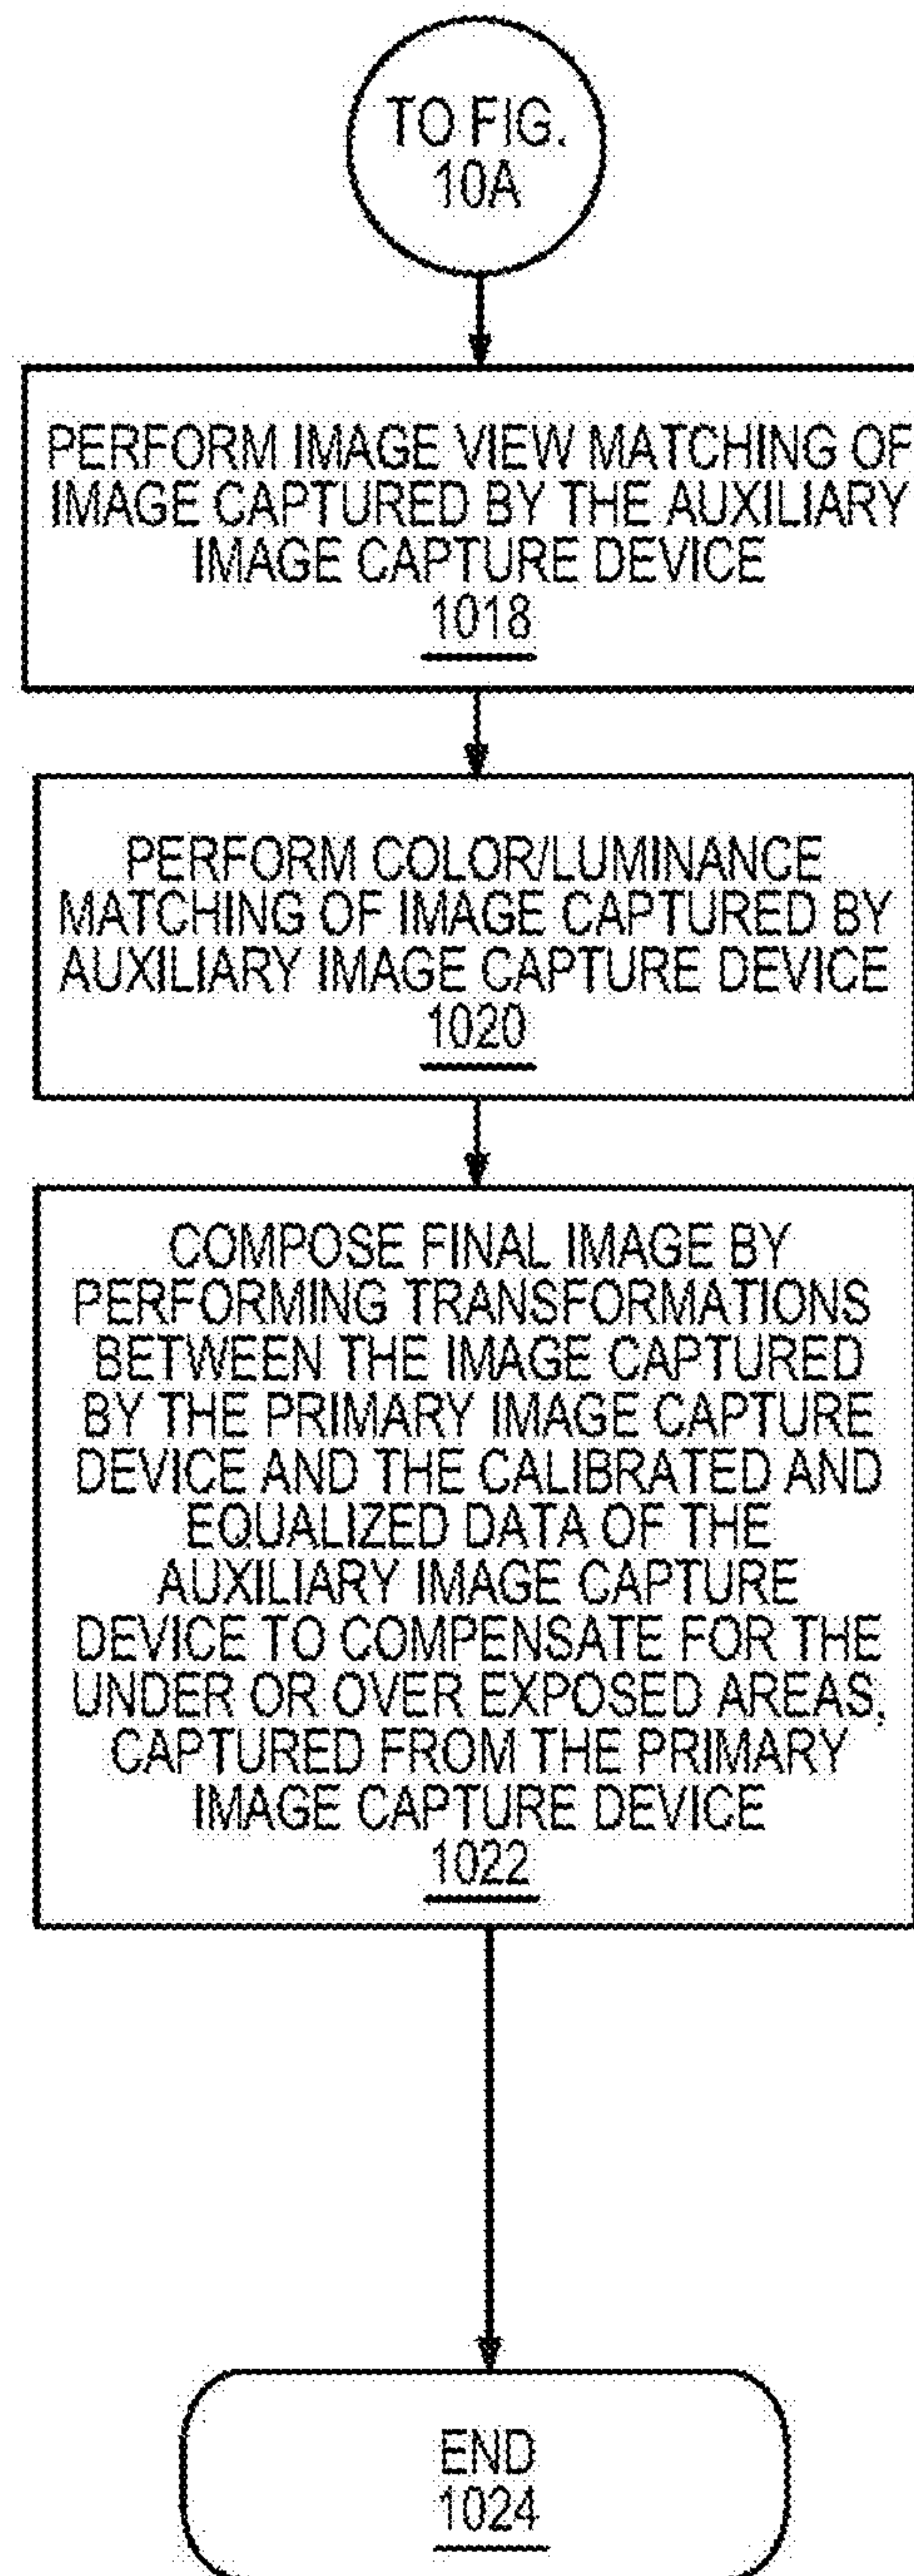 TO FIG.
10A
PERFORM IMAGE VIEW MATCHING OF
IMAGE CAPTURED BY THE AUXILIARY
IMAGE CAPTURE DEVICE
1018
PERFORM COLOR/LUMINANCE
MATCHING OF IMAGE CAPTURED BY
AUXILIARY IMAGE CAPTURE DEVICE
1020
COMPOSE FINAL IMAGE BY
PERFORMING TRANSFORMATIONS
BETWEEN THE IMAGE CAPTURED
BY THE PRIMARY IMAGE CAPTURE
DEVICE AND THE CALIBRATED AND
EQUALIZED DATA OF THE
AUXILIARY IMAGE CAPTURE
DEVICE TO COMPENSATE FOR THE
UNDER OR OVER EXPOSED AREAS,
CAPTURED FROM THE PRIMARY
IMAGE CAPTURE DEVICE
1022
END
1024